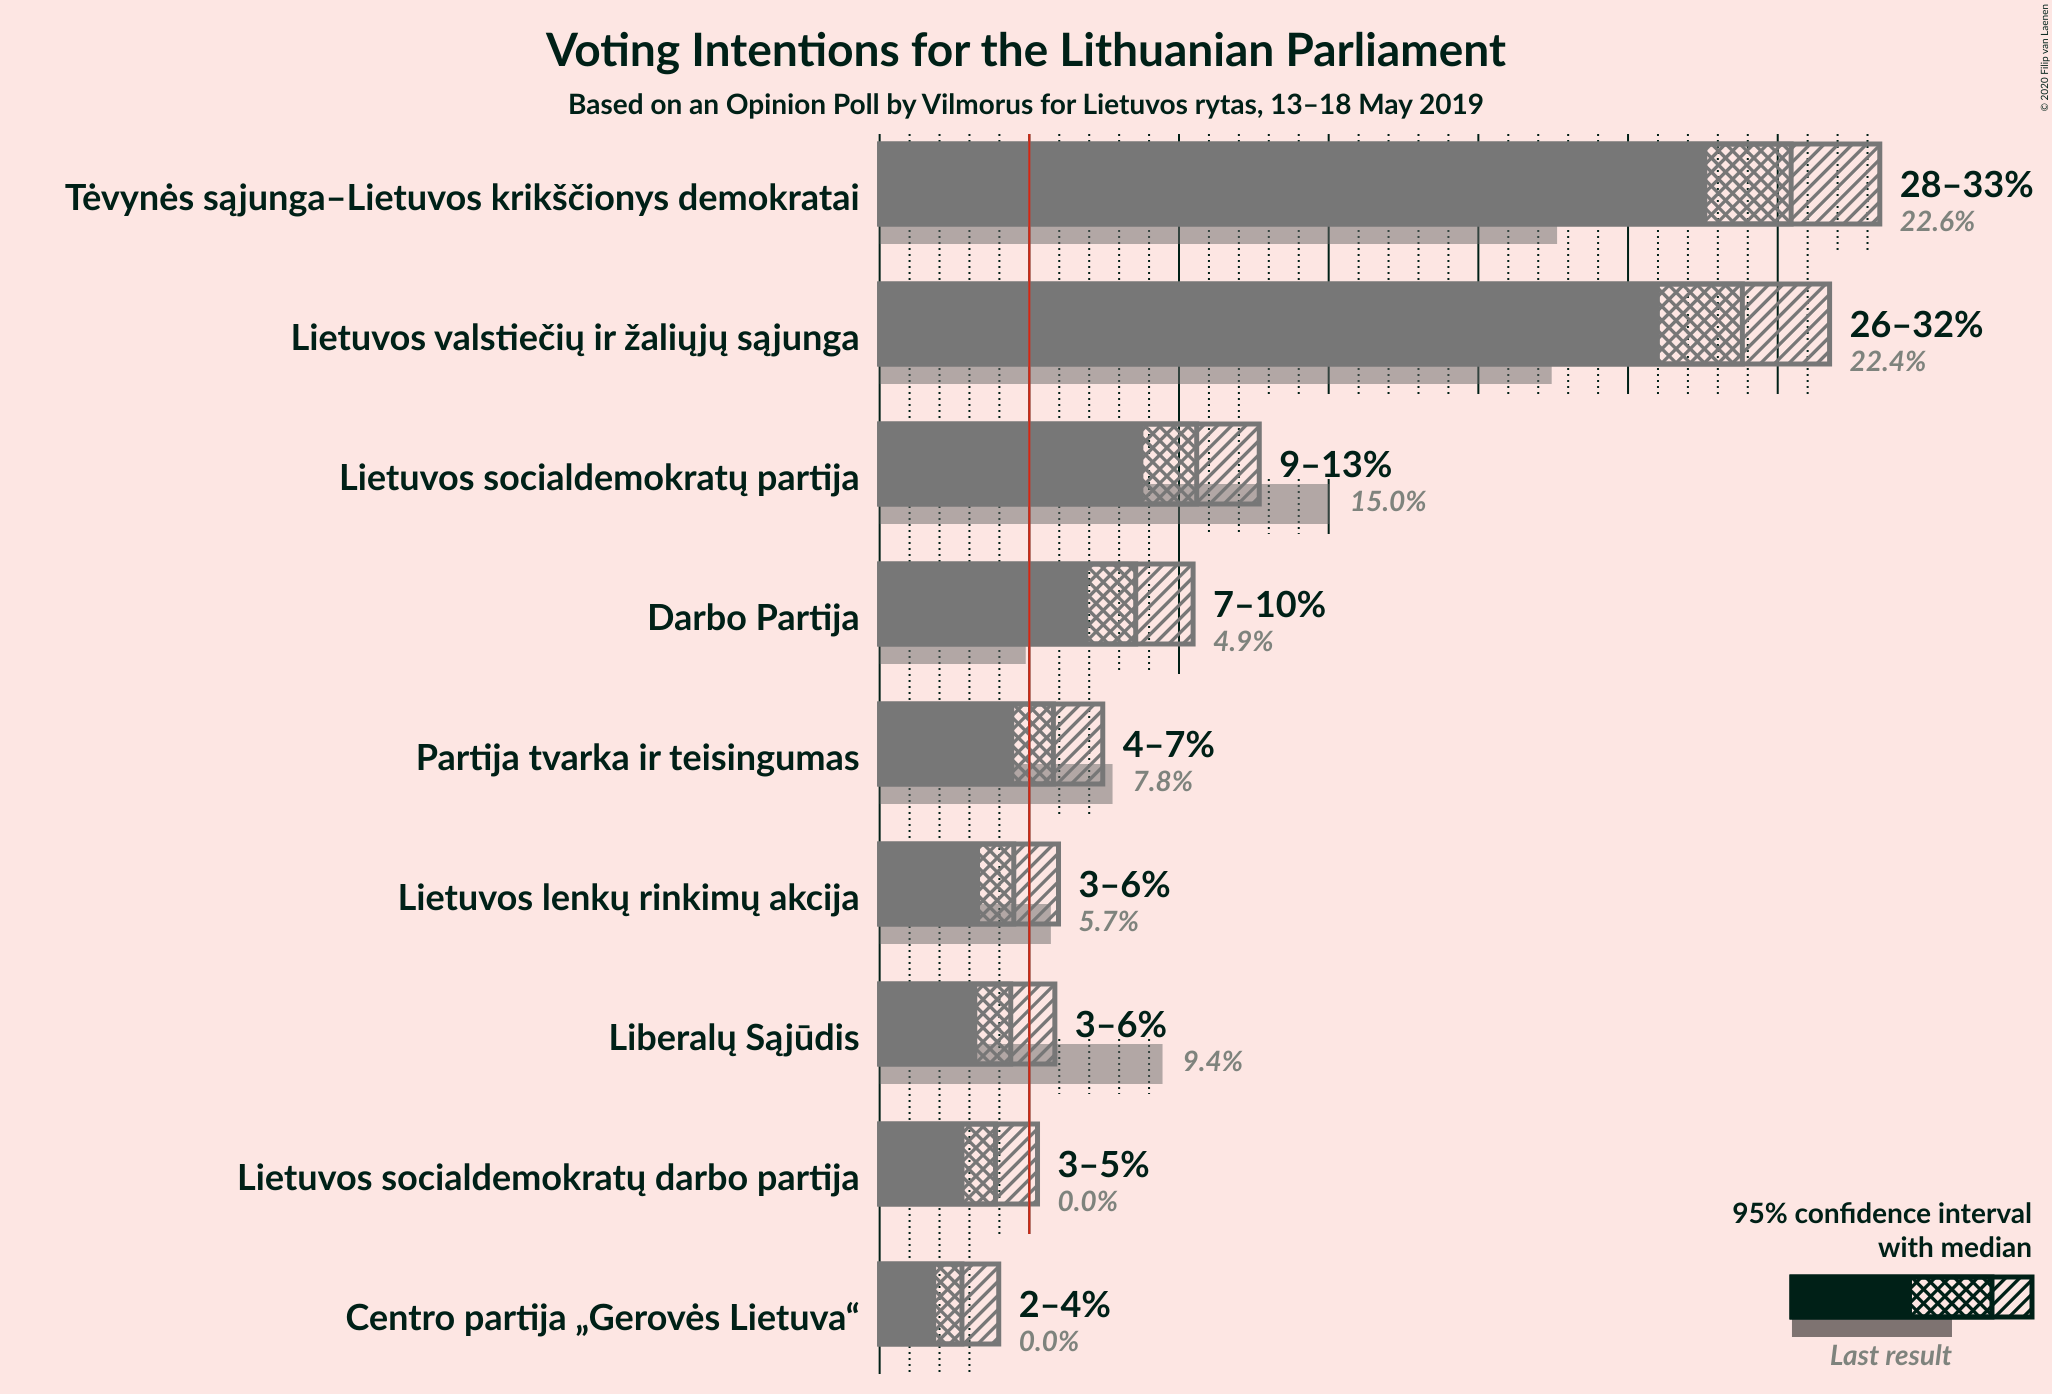 Voting Intentions for the Lithuanian Parliament
Based on an Opinion Poll by Vilmorus for Lietuvos rytas, 13–18 May 2019
© 2020 Filip van Laenen
Tėvynės sąjunga–Lietuvos krikščionys demokratai
28–33%
22.6%
Lietuvos valstiečių ir žaliųjų sąjunga
26–32%
22.4%
Lietuvos socialdemokratų partija
9–13%
15.0%
Darbo Partija
7–10%
4.9%
Partija tvarka ir teisingumas
4–7%
7.8%
Lietuvos lenkų rinkimų akcija
3–6%
5.7%
Liberalų Sąjūdis
3–6%
9.4%
Lietuvos socialdemokratų darbo partija
3–5%
0.0%
Centro partija „Gerovės Lietuva“
2–4%
0.0%
95% confidence interval
with median
Last result